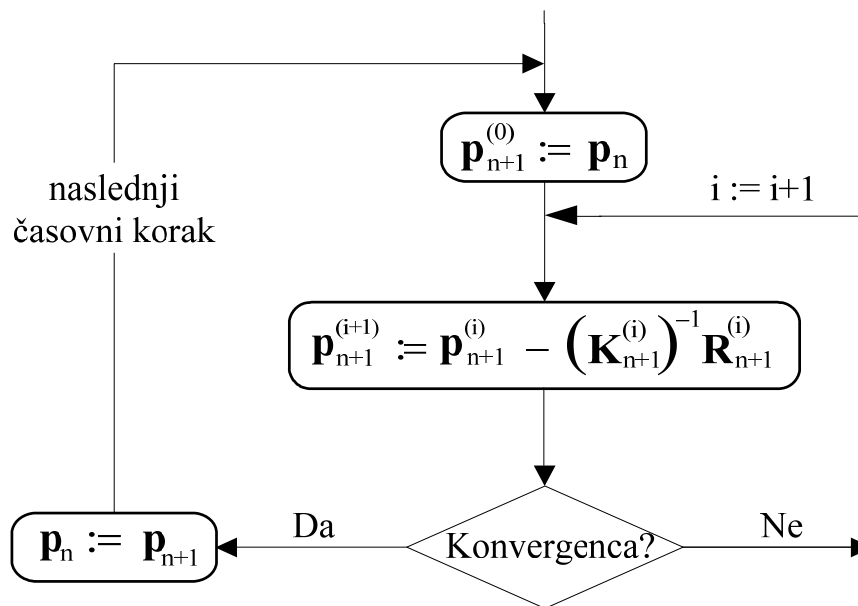 p_{n+1}^{(0)} := p_n
naslednji
časovni korak
i := i+1
p_{n+1}^{(i+1)} := p_{n+1}^{(i)} − (K_{n+1}^{(i)})^{−1} R_{n+1}^{(i)}
Da
Konvergenca?
Ne
p_n := p_{n+1}